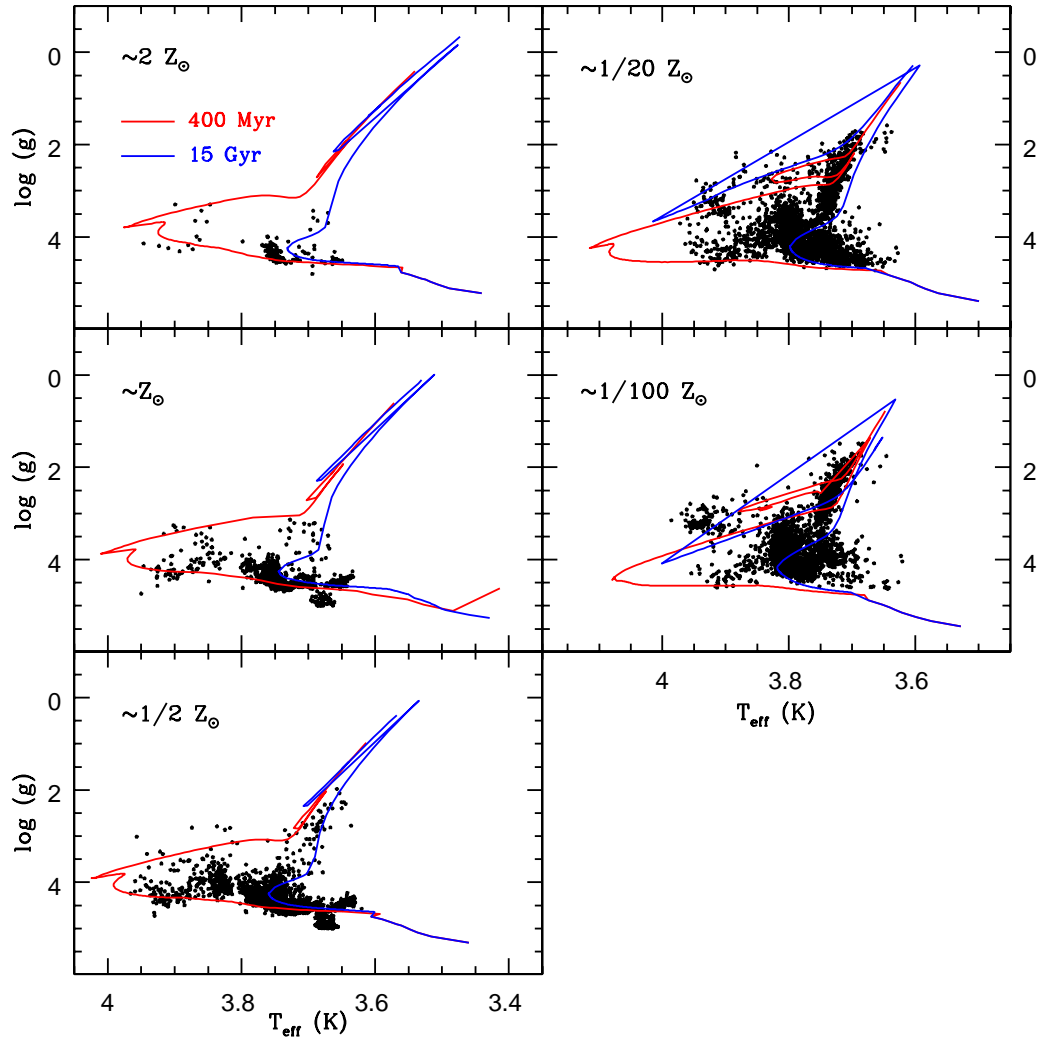 ~2 Z⊙
400 Myr
15 Gyr
log (g)
0
2
4
~1/20 Z⊙
0
2
4
~Z⊙
log (g)
0
2
4
~1/100 Z⊙
0
2
4
4
3.8
3.6
T_eff (K)
~1/2 Z⊙
log (g)
0
2
4
4
3.8
3.6
3.4
T_eff (K)